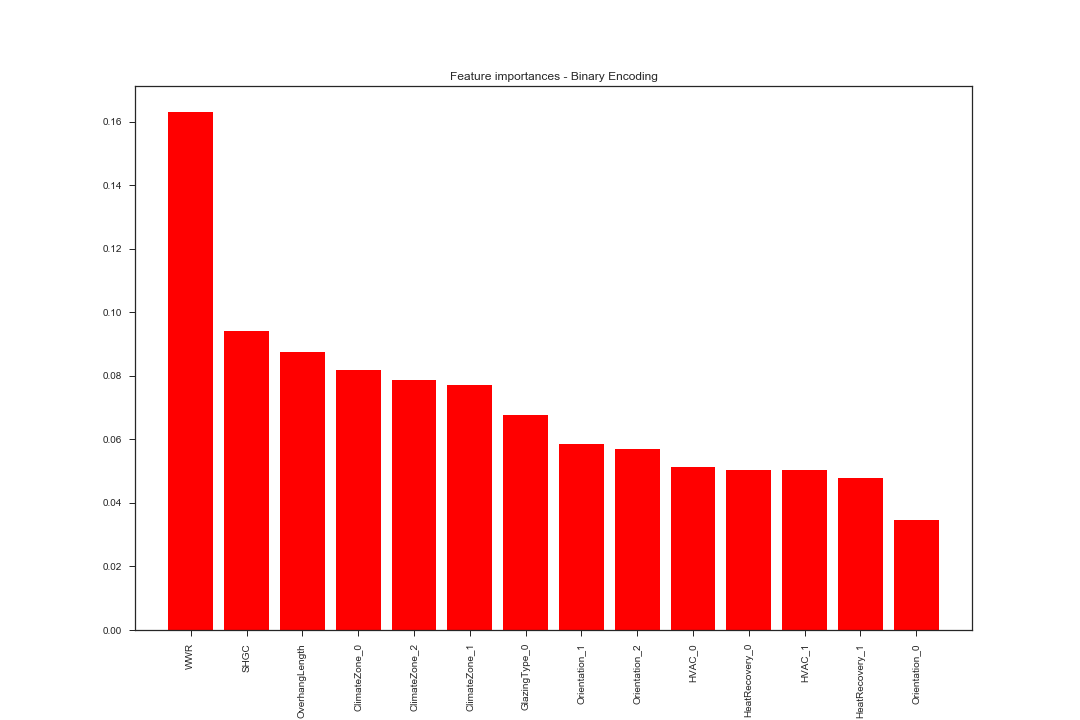 Feature importances - Binary Encoding
0.16
0.14
0.12
0.10
0.08
0.06
0.04
0.02
0.00
WWR
SHGC
OverhangLength
ClimateZone_0
ClimateZone_2
ClimateZone_1
GlazingType_0
Orientation_1
Orientation_2
HVAC_0
HeatRecovery_0
HVAC_1
HeatRecovery_1
Orientation_0